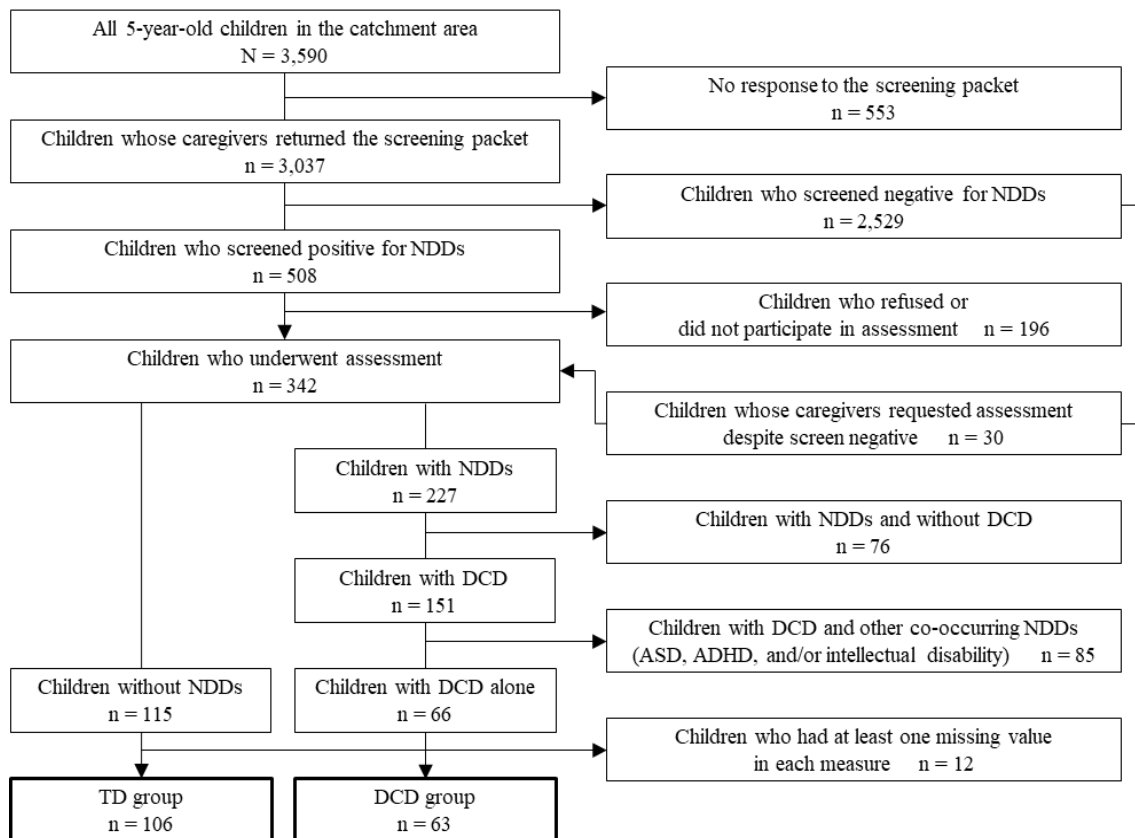 All 5-year-old children in the catchment area
N = 3,590
No response to the screening packet
n = 553
Children whose caregivers returned the screening packet
n = 3,037
Children who screened negative for NDDs
n = 2,529
Children who screened positive for NDDs
n = 508
Children who refused or
did not participate in assessment n = 196
Children who underwent assessment
n = 342
Children whose caregivers requested assessment
despite screen negative n = 30
Children with NDDs
n = 227
Children with NDDs and without DCD
n = 76
Children with DCD
n = 151
Children with DCD and other co-occurring NDDs
(ASD, ADHD, and/or intellectual disability) n = 85
Children without NDDs
n = 115
Children with DCD alone
n = 66
Children who had at least one missing value
in each measure n = 12
TD group
n = 106
DCD group
n = 63